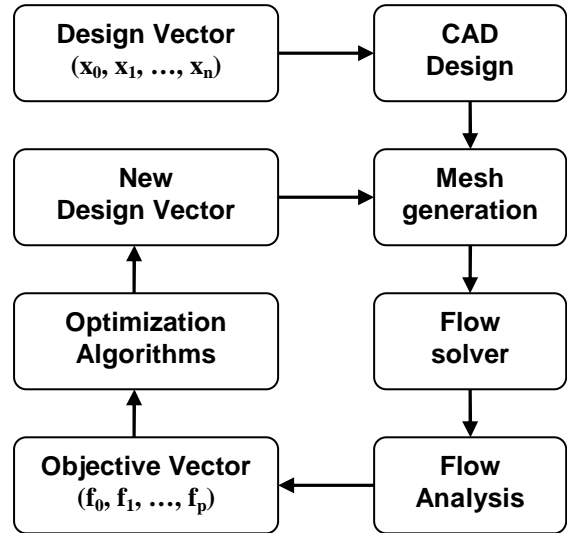 Design Vector
(x₀, x₁, …, xₙ)
CAD
Design
New
Design Vector
Mesh
generation
Optimization
Algorithms
Flow
solver
Objective Vector
(f₀, f₁, …, fₚ)
Flow
Analysis